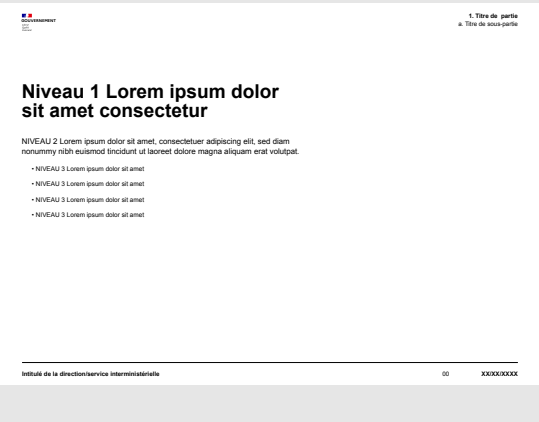 GOUVERNEMENT
1. Titre de partie
a. Titre de sous-partie
Niveau 1 Lorem ipsum dolor
sit amet consectetur
NIVEAU 2 Lorem ipsum dolor sit amet, consectetuer adipiscing elit, sed diam
nonummy nibh euismod tincidunt ut laoreet dolore magna aliquam erat volutpat.
• NIVEAU 3 Lorem ipsum dolor sit amet
• NIVEAU 3 Lorem ipsum dolor sit amet
• NIVEAU 3 Lorem ipsum dolor sit amet
• NIVEAU 3 Lorem ipsum dolor sit amet
Intitulé de la direction/service interministérielle
00
XX/XX/XXXX